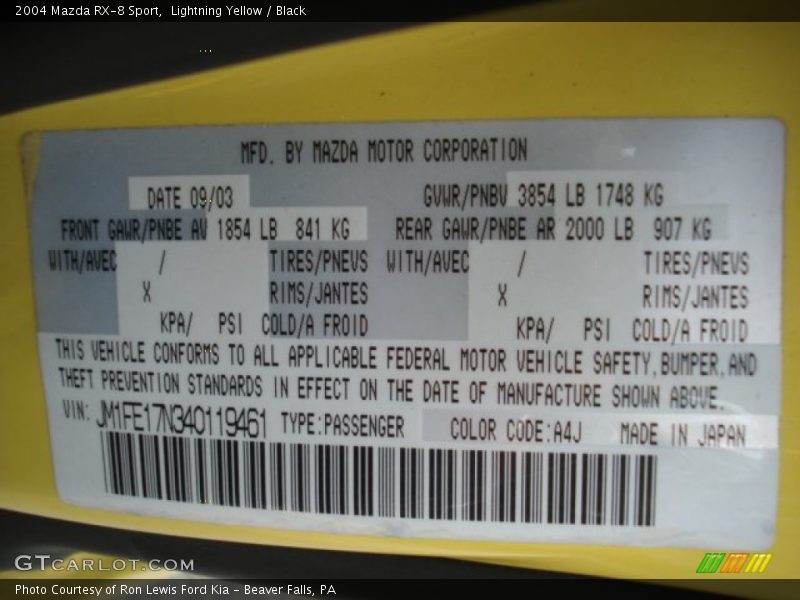 2004 Mazda RX-8 Sport,  Lightning Yellow / Black
MFD. BY MAZDA MOTOR CORPORATION
DATE 09/03 GVWR/PNBV 3854 LB 1748 KG
FRONT GAWR/PNBE AV 1854 LB 841 KG REAR GAWR/PNBE AR 2000 LB 907 KG
WITH/AVEC / TIRES/PNEUS WITH/AVEC / TIRES/PNEUS
X RIMS/JANTES X RIMS/JANTES
KPA/ PSI COLD/A FROID KPA/ PSI COLD/A FROID
THIS VEHICLE CONFORMS TO ALL APPLICABLE FEDERAL MOTOR VEHICLE SAFETY,BUMPER,AND
THEFT PREVENTION STANDARDS IN EFFECT ON THE DATE OF MANUFACTURE SHOWN ABOVE.
VIN: JM1FE17N340119461 TYPE:PASSENGER COLOR CODE:A4J MADE IN JAPAN
GTCARLOT.COM
Photo Courtesy of Ron Lewis Ford Kia - Beaver Falls, PA